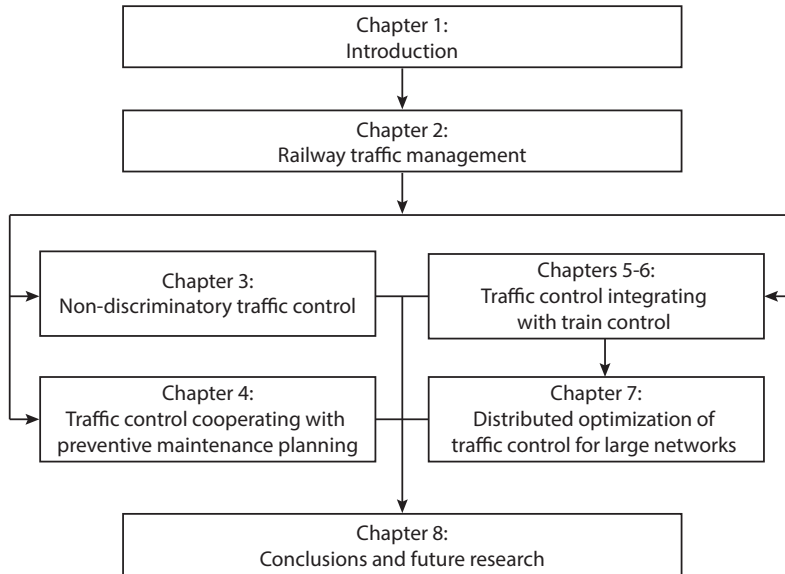 Chapter 1:
Introduction
Chapter 2:
Railway traffic management
Chapter 3:
Non-discriminatory traffic control
Chapters 5-6:
Traffic control integrating
with train control
Chapter 4:
Traffic control cooperating with
preventive maintenance planning
Chapter 7:
Distributed optimization of
traffic control for large networks
Chapter 8:
Conclusions and future research